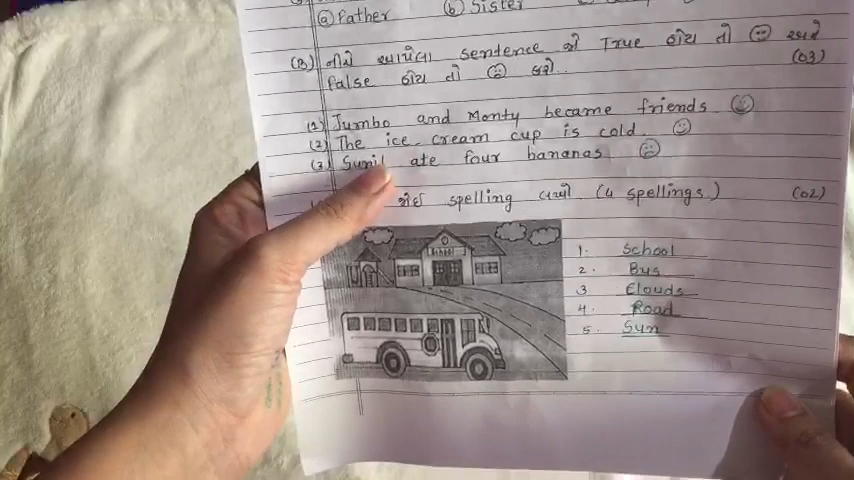 (a) Father (b) Sister
(B) નીચે આપેલા sentence જો True હોય તો 🙂 અને
False હોય તો ☹ કરો.. (03)
(1) Jumbo and Monty became friends 🙂
(2) The ice-cream cup is cold. 🙂
(3) Sunil ate four bananas ☹
જોઈ spelling લખો (4 spellings) (02)
SCHOOL
1. School
2. Bus
3 Clouds
4. Road
5. Sun